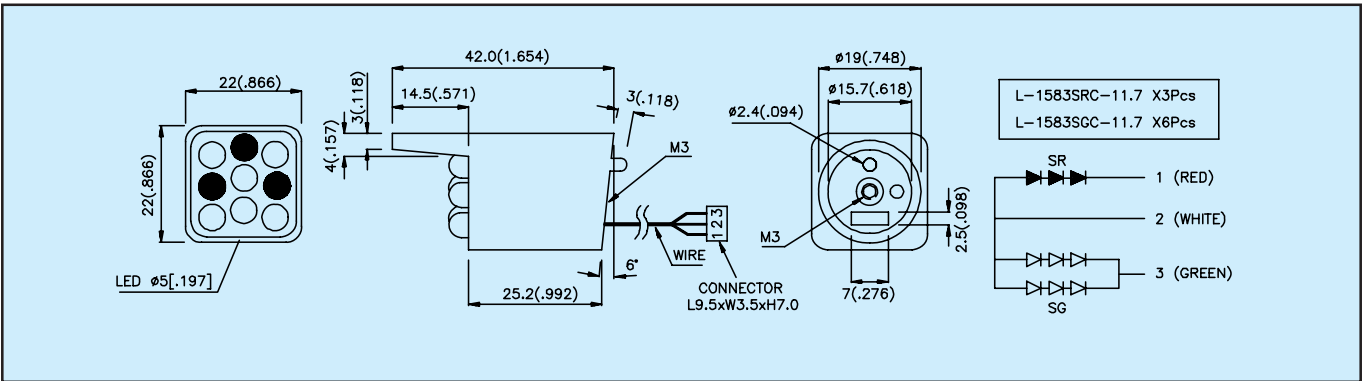 22(.866)
22(.866)
LED ø5[.197]
42.0(1.654)
14.5(.571)
3(.118)
4(.157)
3(.118)
M3
WIRE
1 2 3
6°
CONNECTOR
L9.5xW3.5xH7.0
25.2(.992)
ø19(.748)
ø15.7(.618)
ø2.4(.094)
M3
2.5(.098)
7(.276)
L-1583SRC-11.7 X3Pcs
L-1583SGC-11.7 X6Pcs
SR
1 (RED)
2 (WHITE)
3 (GREEN)
SG